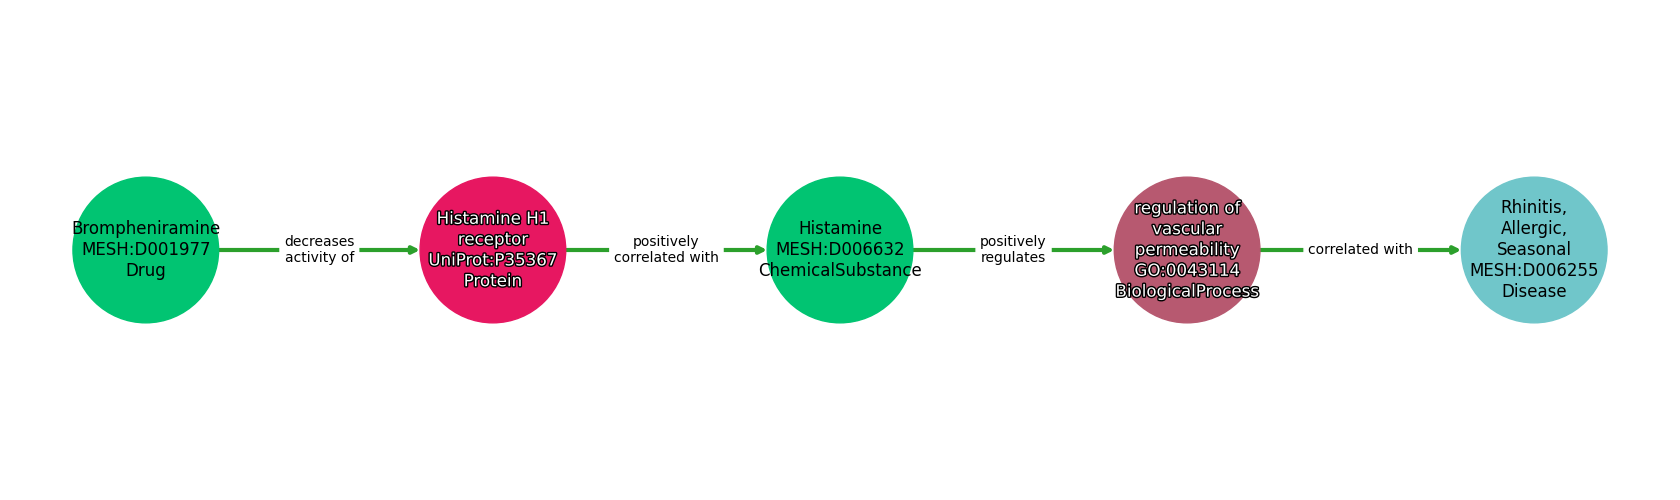 Brompheniramine
MESH:D001977
Drug
decreases
activity of
Histamine H1
receptor
UniProt:P35367
Protein
positively
correlated with
Histamine
MESH:D006632
ChemicalSubstance
positively
regulates
regulation of
vascular
permeability
GO:0043114
BiologicalProcess
correlated with
Rhinitis,
Allergic,
Seasonal
MESH:D006255
Disease